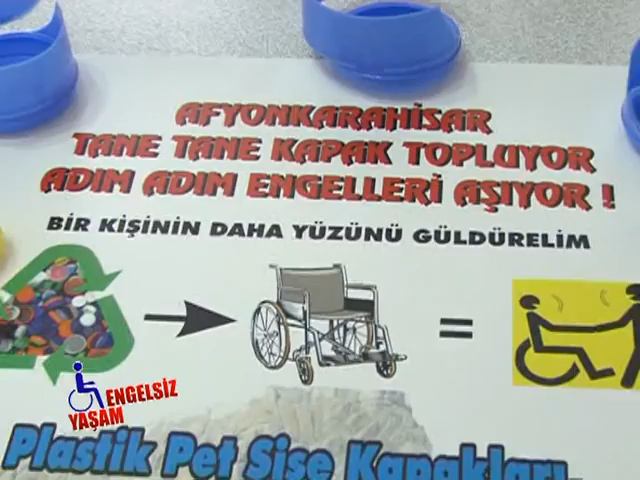 AFYONKARAHİSAR
TANE TANE KAPAK TOPLUYOR
ADIM ADIM ENGELLERİ AŞIYOR !
BİR KİŞİNİN DAHA YÜZÜNÜ GÜLDÜRELİM
=
ENGELSİZ
YAŞAM
Plastik Pet Şişe Kapakları